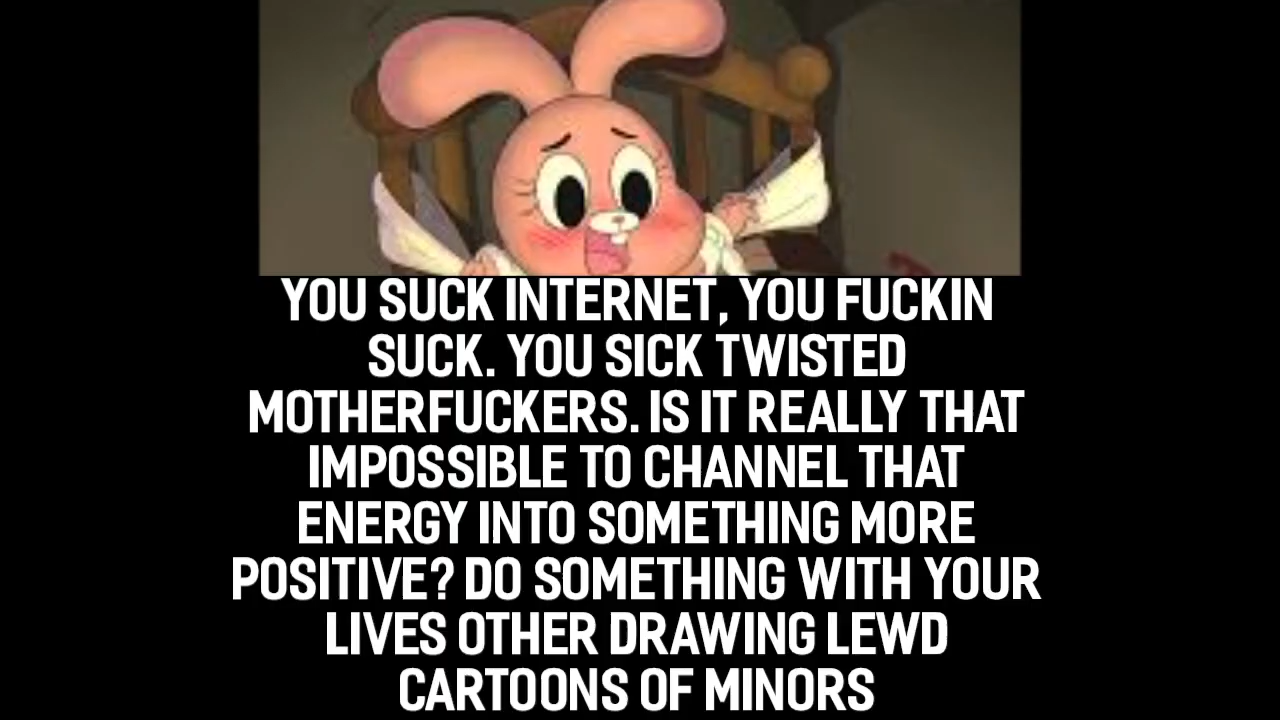 YOU SUCK INTERNET, YOU FUCKIN
SUCK. YOU SICK TWISTED
MOTHERFUCKERS. IS IT REALLY THAT
IMPOSSIBLE TO CHANNEL THAT
ENERGY INTO SOMETHING MORE
POSITIVE? DO SOMETHING WITH YOUR
LIVES OTHER DRAWING LEWD
CARTOONS OF MINORS